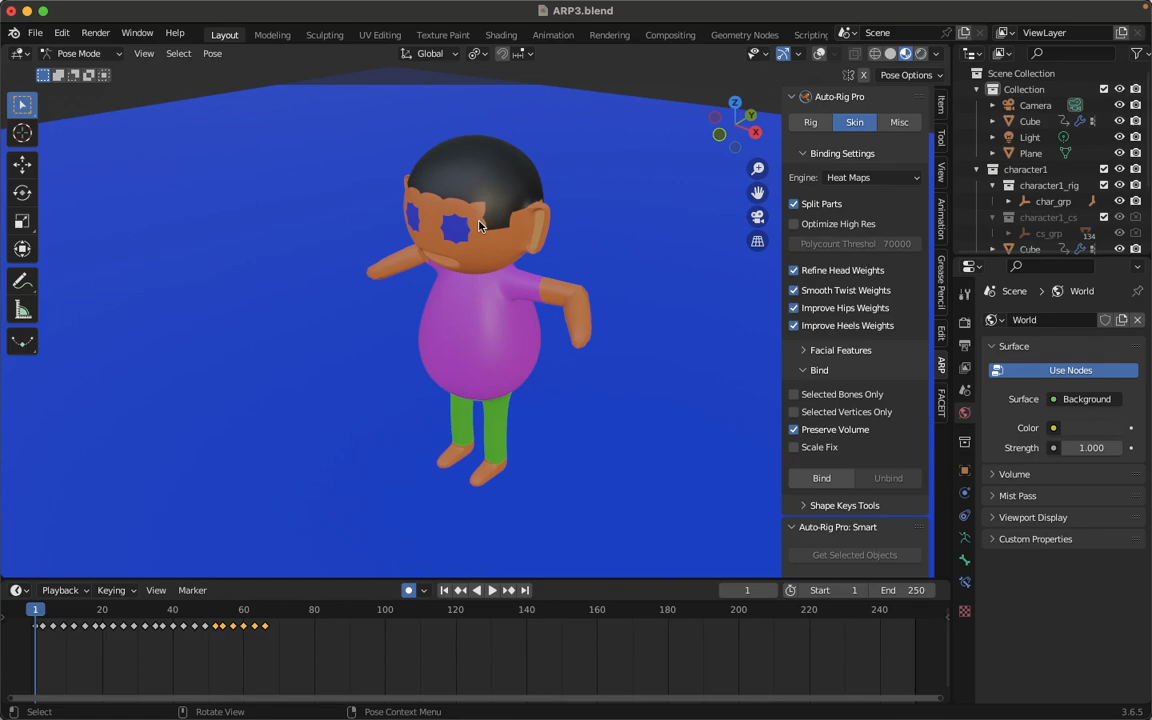 ARP3.blend
File Edit Render Window Help Layout Modeling Sculpting UV Editing Texture Paint Shading Animation Rendering Compositing Geometry Nodes Scripting Scene ViewLayer
Pose Mode View Select Pose Global
Pose Options
Scene Collection
Collection
Camera
Cube
Light
Plane
character1
character1_rig
char_grp
character1_cs
cs_grp 134
Cube
Z
Y
X
Auto-Rig Pro
Rig Skin Misc
Binding Settings
Engine: Heat Maps
Split Parts
Optimize High Res
Polycount Threshol 70000
Refine Head Weights
Smooth Twist Weights
Improve Hips Weights
Improve Heels Weights
Facial Features
Bind
Selected Bones Only
Selected Vertices Only
Preserve Volume
Scale Fix
Bind Unbind
Shape Keys Tools
Auto-Rig Pro: Smart
Get Selected Objects
Item
Tool
View
Animation
Grease Pencil
Edit
ARP
FACEIT
Scene World
World
Surface
Use Nodes
Surface Background
Color
Strength 1.000
Volume
Mist Pass
Viewport Display
Custom Properties
Playback Keying View Marker 1 Start 1 End 250
1 20 40 60 80 100 120 140 160 180 200 220 240
Select Rotate View Pose Context Menu 3.6.5